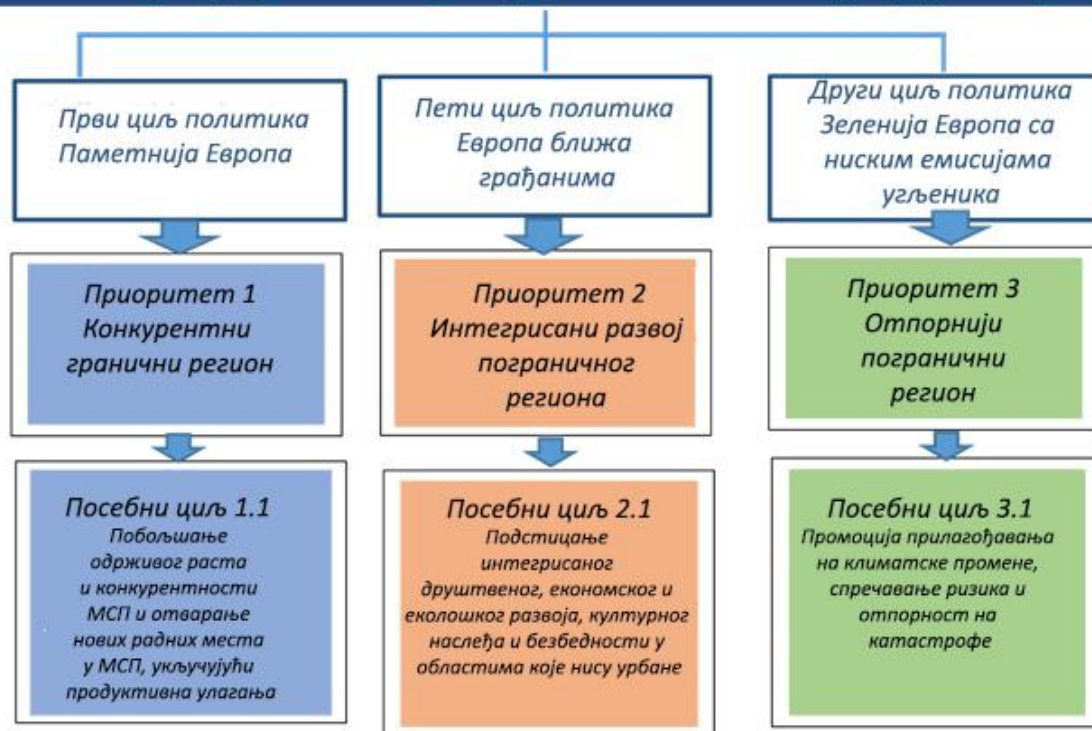 Први циљ политика
Паметнија Европа
Пети циљ политика
Европа ближа
грађанима
Други циљ политика
Зеленија Европа са
ниским емисијама
угљеника
Приоритет 1
Конкурентни
гранични регион
Приоритет 2
Интегрисани развој
пограничног
региона
Приоритет 3
Отпорнији
погранични
регион
Посебни циљ 1.1
Побољшање
одрживог раста
и конкурентности
МСП и отварање
нових радних места
у МСП, укључујући
продуктивна улагања
Посебни циљ 2.1
Подстицање
интегрисаног
друштвеног, економског и
еколошког развоја, културног
наслеђа и безбедности у
областима које нису урбане
Посебни циљ 3.1
Промоција прилагођавања
на климатске промене,
спречавање ризика и
отпорност на
катастрофе